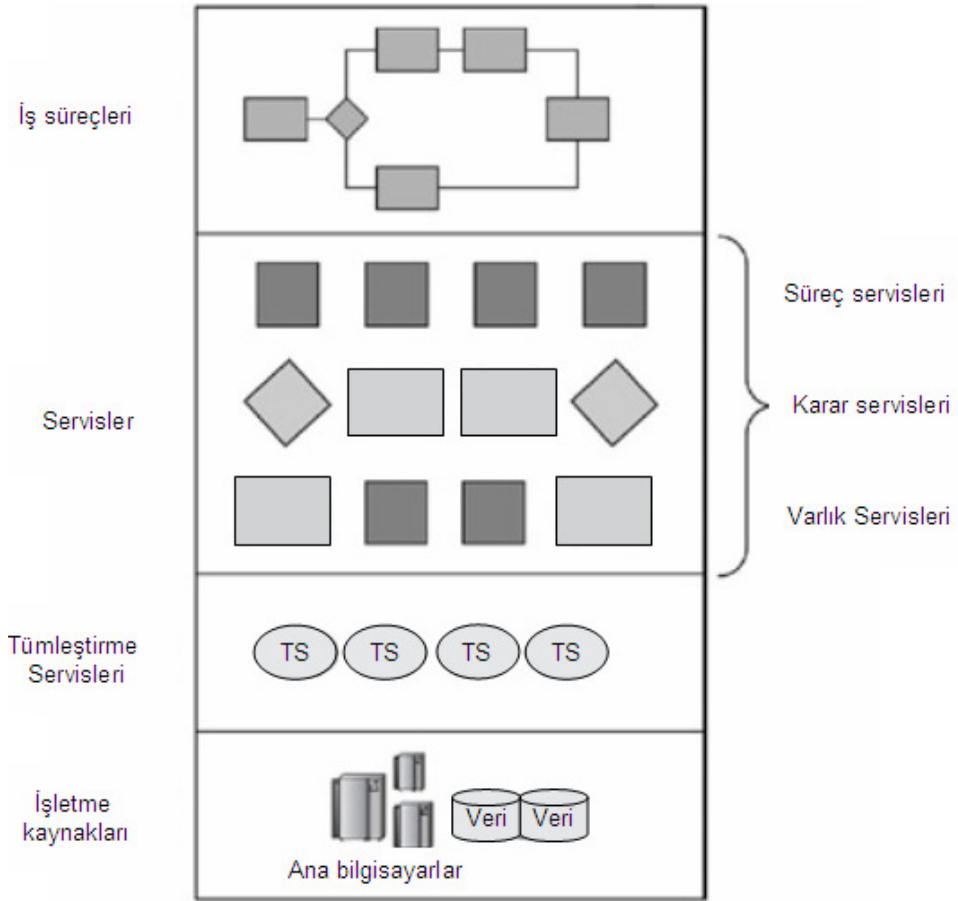 İş süreçleri
Süreç servisleri
Servisler
Karar servisleri
Varlık Servisleri
Tümleştirme
Servisleri
TS
TS
TS
TS
İşletme
kaynakları
Veri
Veri
Ana bilgisayarlar